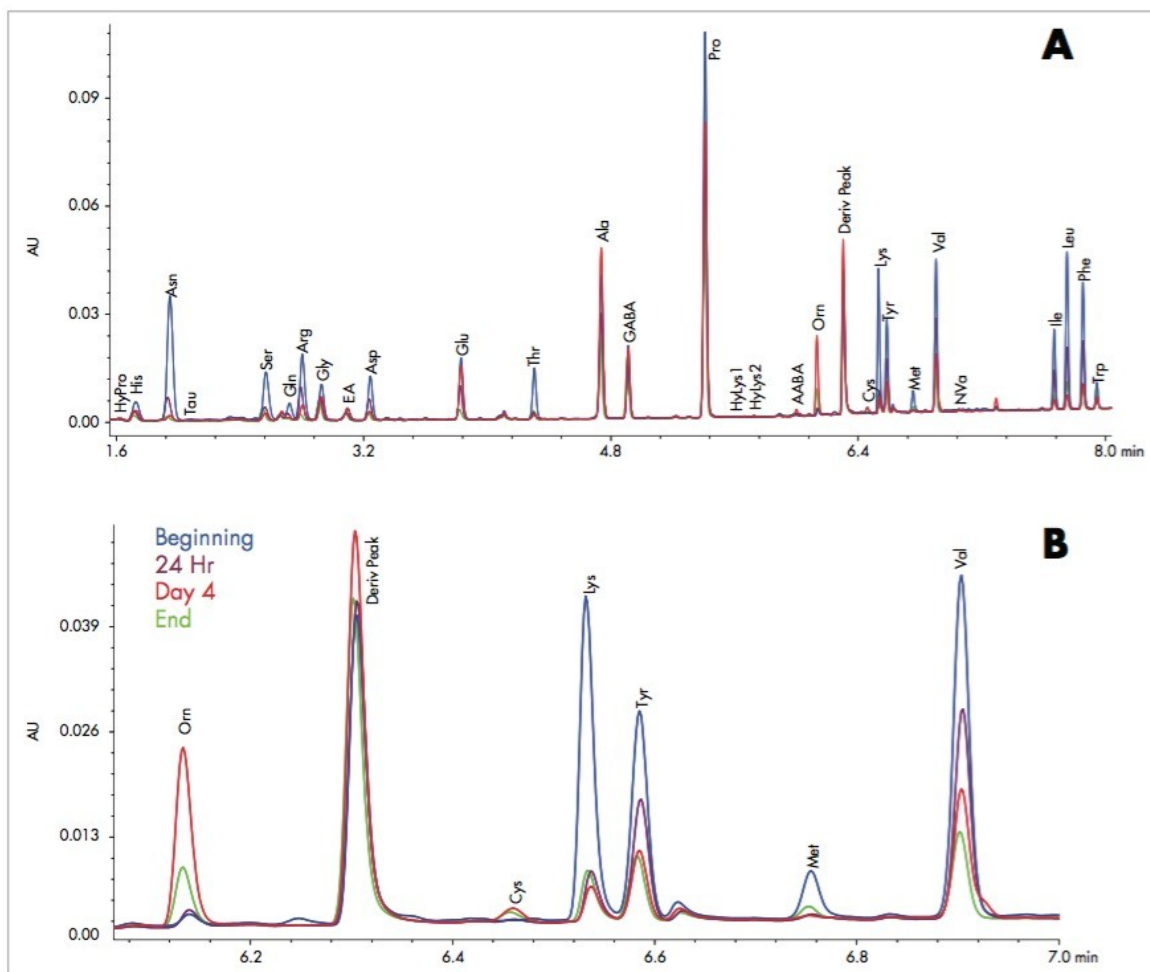 A
0.09
0.06
0.03
0.00
AU
HyPro
His
Asn
Tau
Ser
Gln
Arg
Gly
EA
Asp
Glu
Thr
Ala
GABA
Pro
HyLys1
HyLys2
AABA
Orn
Deriv Peak
Cys
Lys
Tyr
Met
Val
NVa
Ile
Leu
Phe
Trp
1.6 3.2 4.8 6.4 8.0 min
B
Beginning
24 Hr
Day 4
End
0.039
0.026
0.013
0.00
AU
Orn
Deriv Peak
Cys
Lys
Tyr
Met
Val
6.2 6.4 6.6 6.8 7.0 min